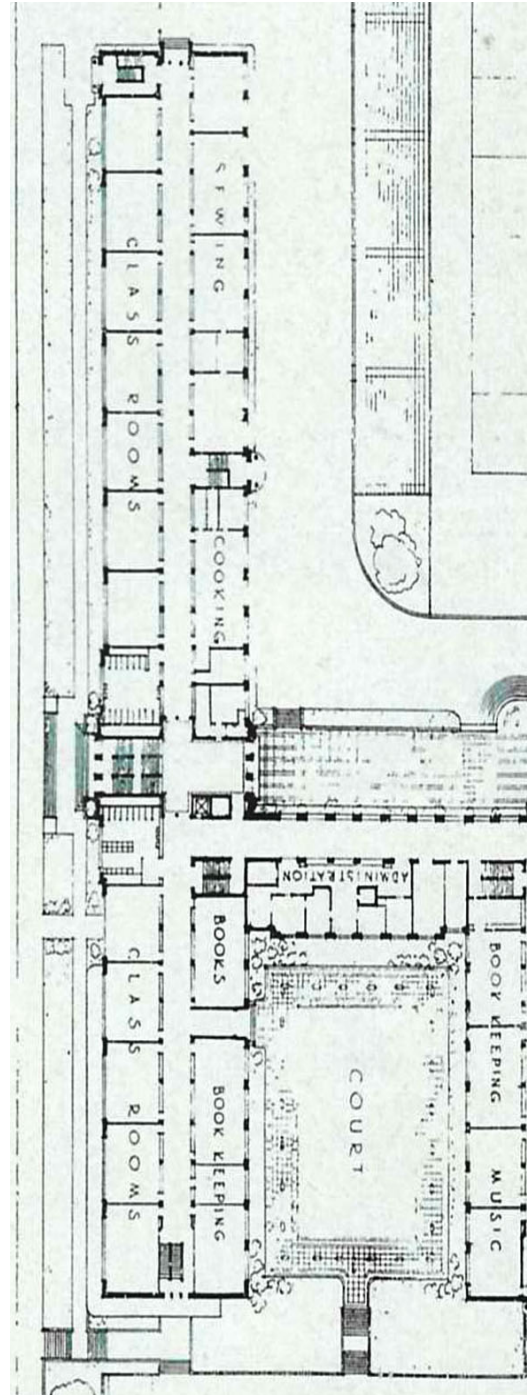 SEWING
CLASS ROOMS
COOKING
ADMINISTRATION
BOOKS
BOOK KEEPING
CLASS ROOMS
COURT
BOOK KEEPING
MUSIC